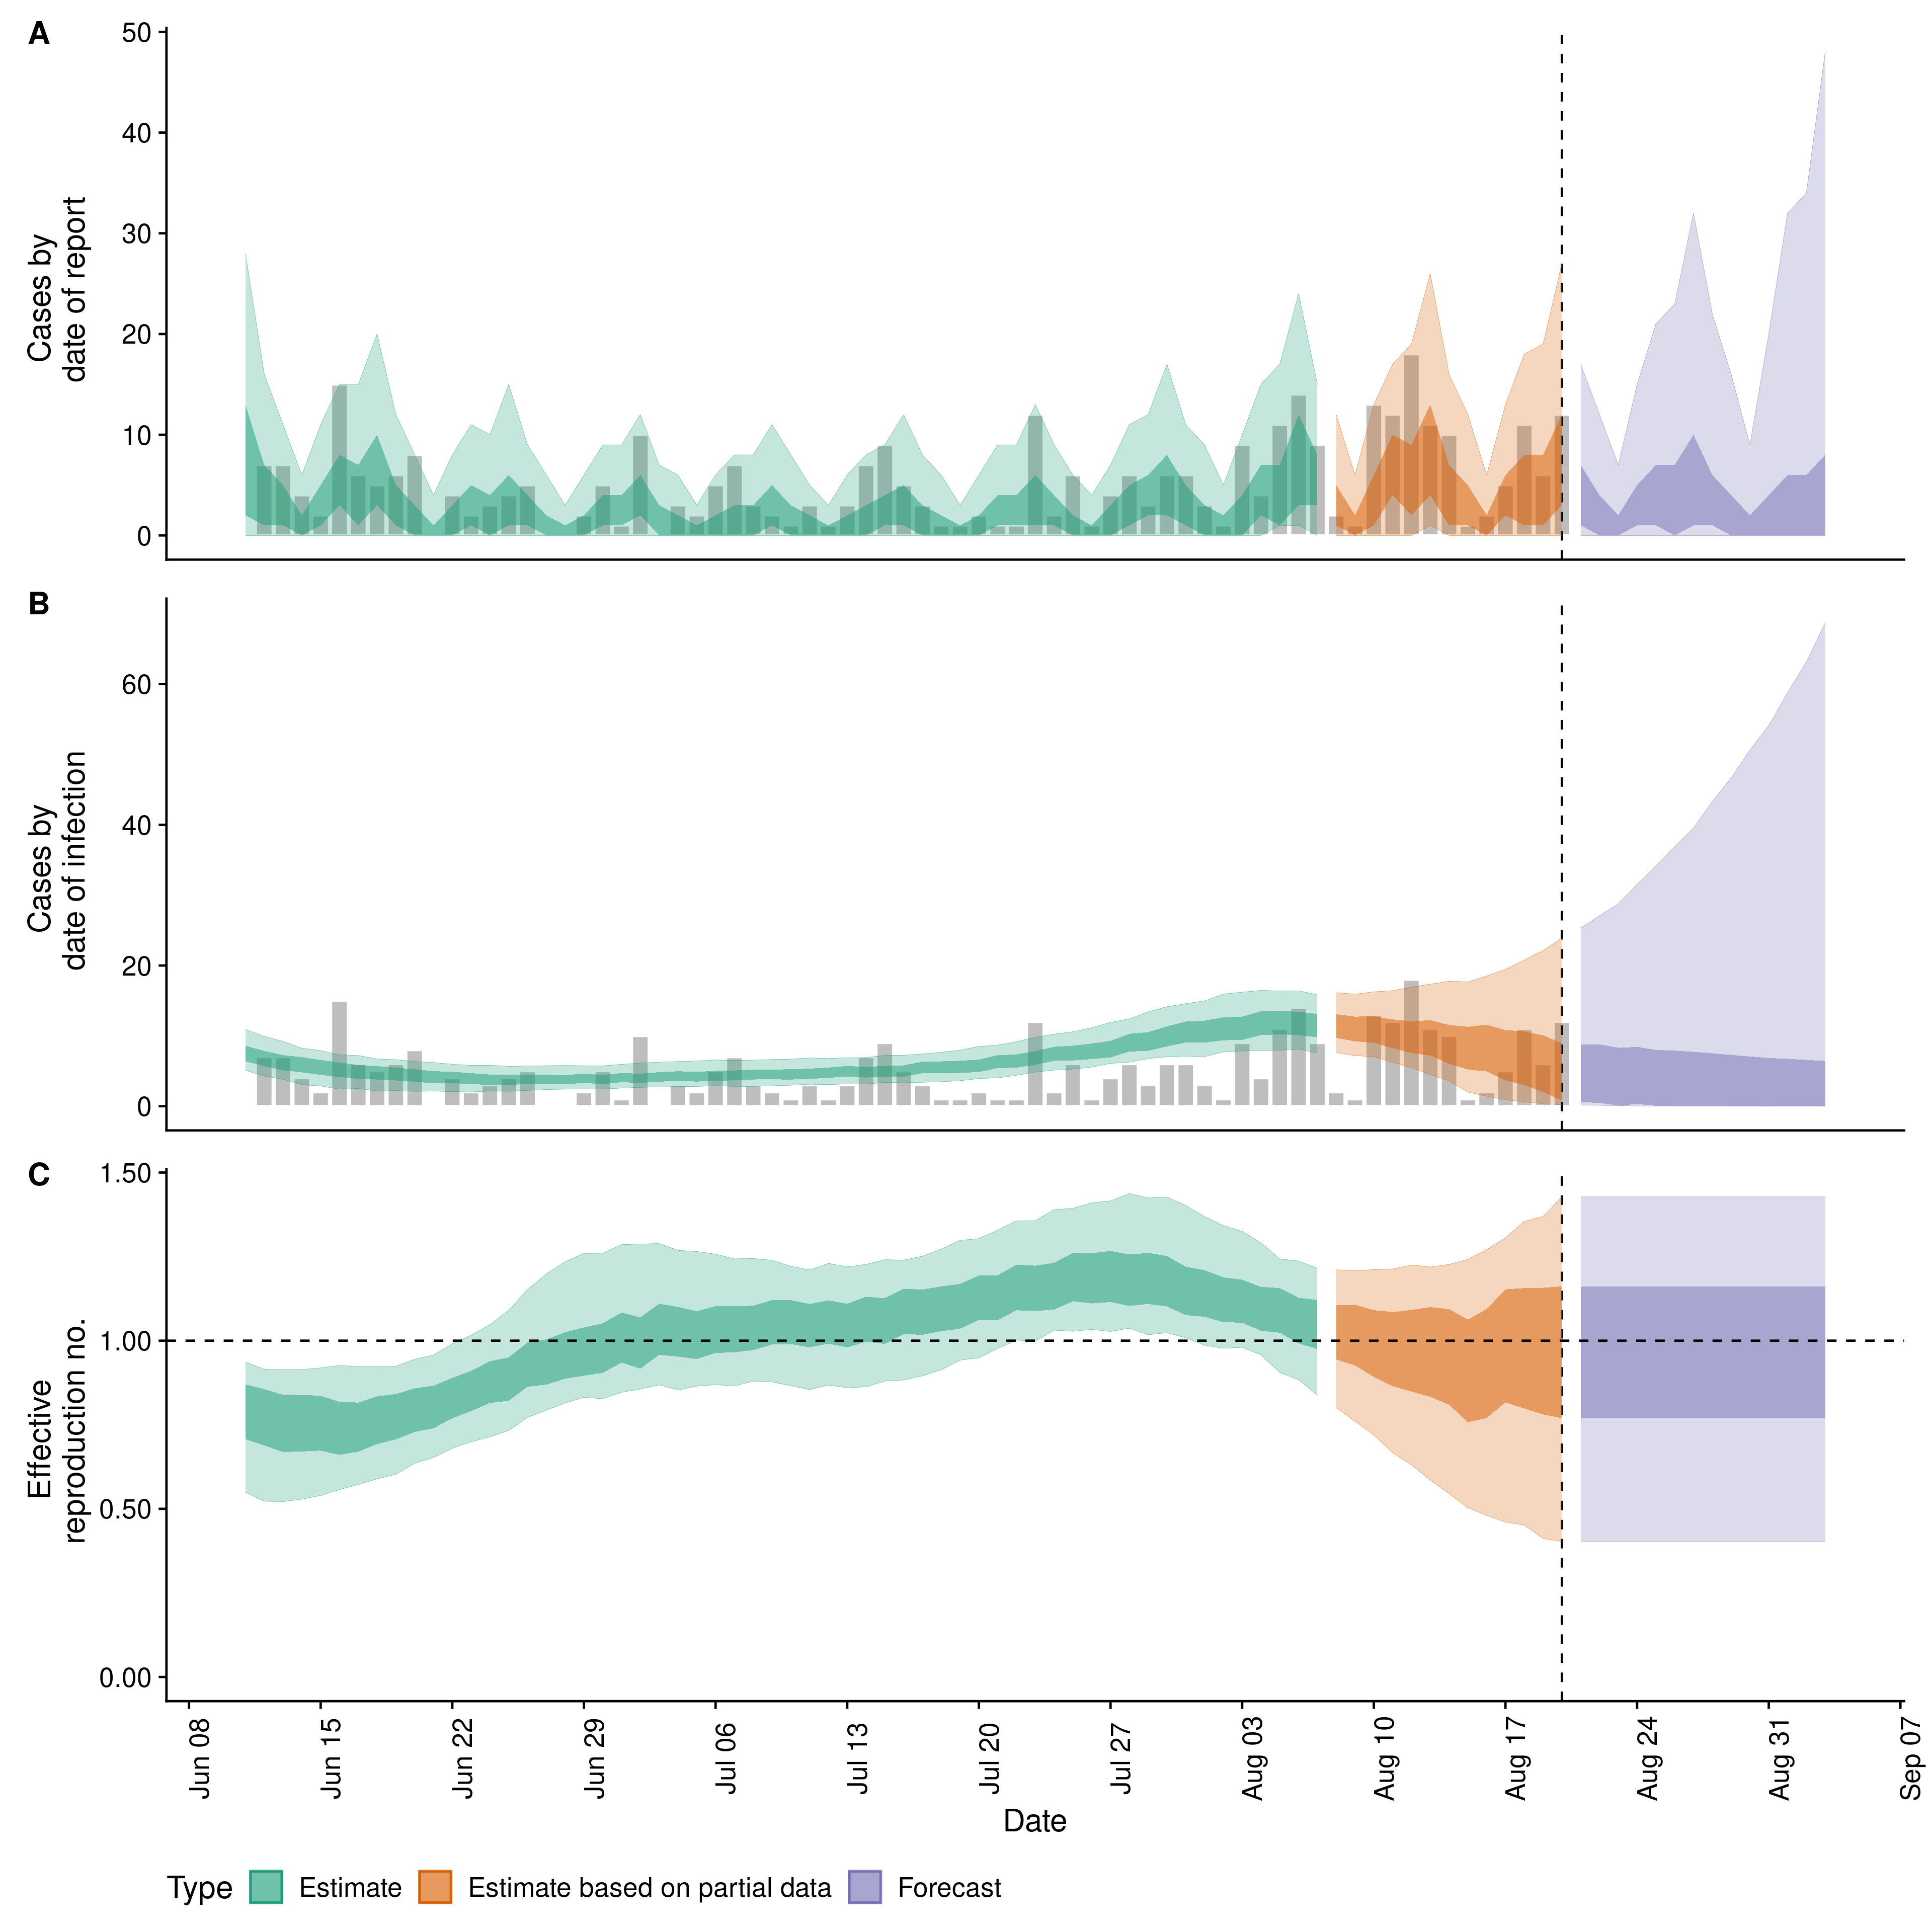 A
50
40
30
20
10
0
Cases by
date of report
B
60
40
20
0
Cases by
date of infection
C
1.50
1.00
0.50
0.00
Effective
reproduction no.
Jun 08
Jun 15
Jun 22
Jun 29
Jul 06
Jul 13
Jul 20
Jul 27
Aug 03
Aug 10
Aug 17
Aug 24
Aug 31
Sep 07
Date
Type Estimate Estimate based on partial data Forecast